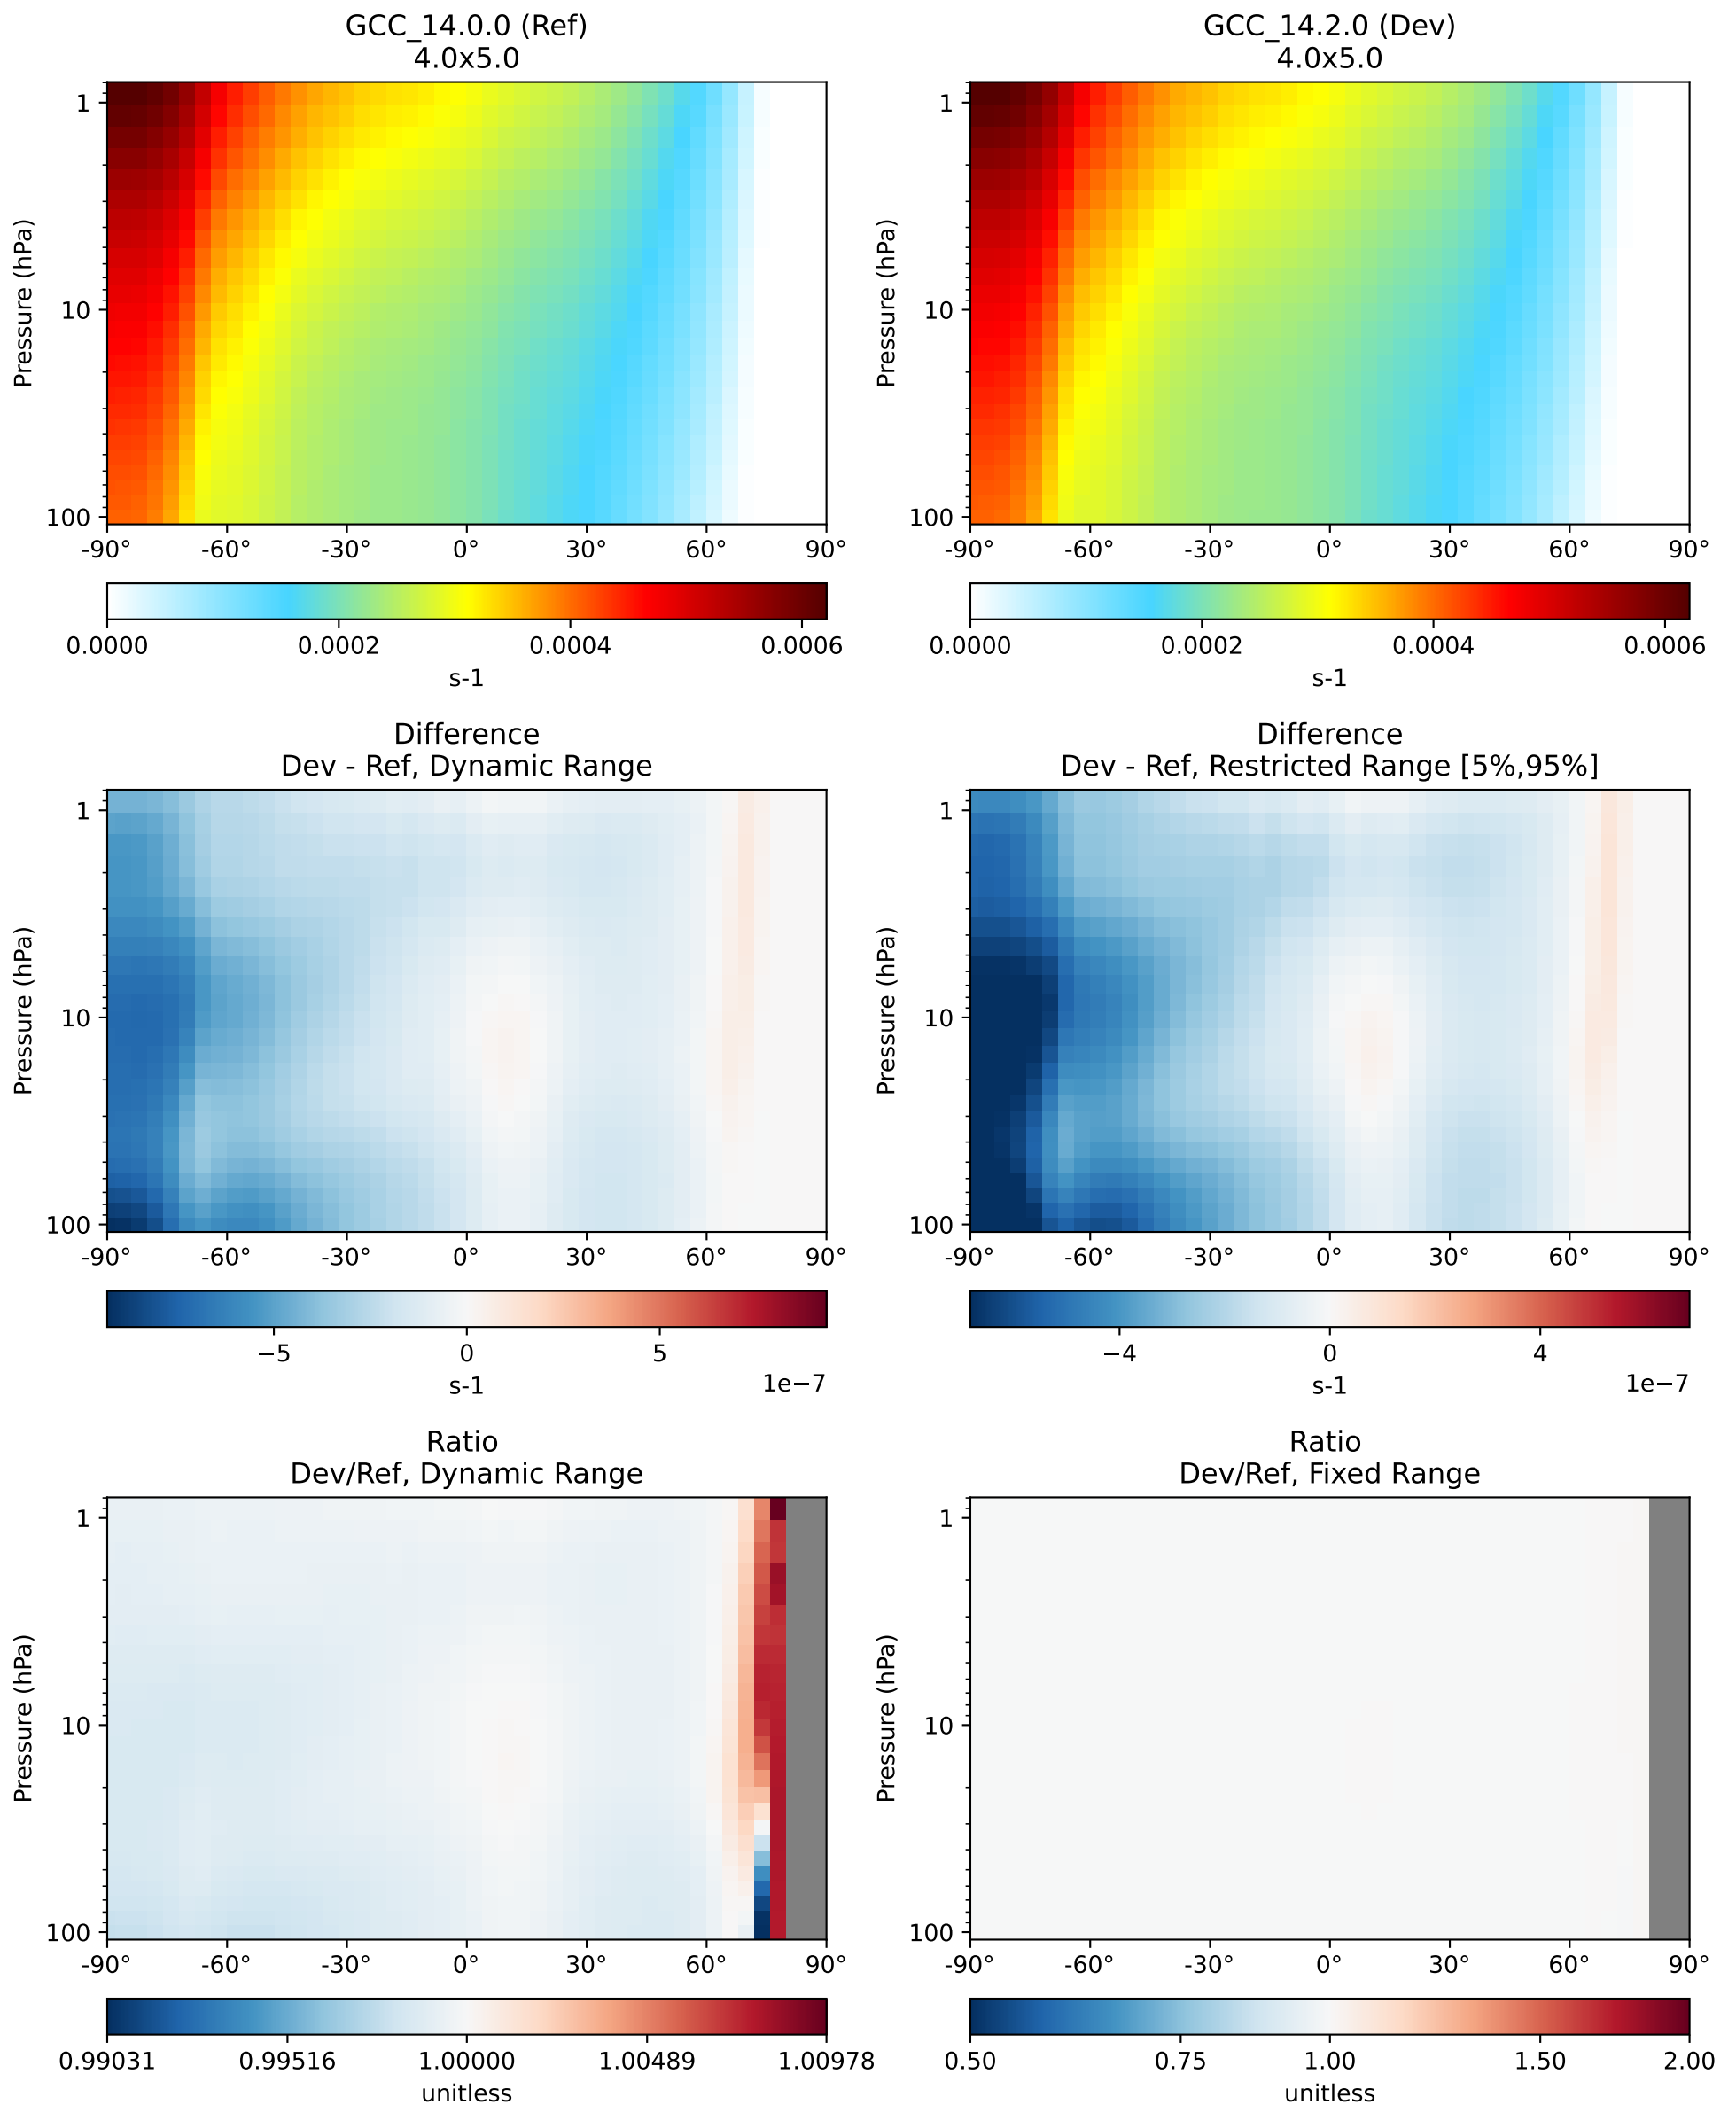 GCC_14.0.0 (Ref)
4.0x5.0
Pressure (hPa)
1
10
100
-90° -60° -30° 0° 30° 60° 90°
0.0000 0.0002 0.0004 0.0006
s-1
GCC_14.2.0 (Dev)
4.0x5.0
Pressure (hPa)
1
10
100
-90° -60° -30° 0° 30° 60° 90°
0.0000 0.0002 0.0004 0.0006
s-1
Difference
Dev - Ref, Dynamic Range
Pressure (hPa)
1
10
100
-90° -60° -30° 0° 30° 60° 90°
−5 0 5
s-1
1e−7
Difference
Dev - Ref, Restricted Range [5%,95%]
Pressure (hPa)
1
10
100
-90° -60° -30° 0° 30° 60° 90°
−4 0 4
s-1
1e−7
Ratio
Dev/Ref, Dynamic Range
Pressure (hPa)
1
10
100
-90° -60° -30° 0° 30° 60° 90°
0.99031 0.99516 1.00000 1.00489 1.00978
unitless
Ratio
Dev/Ref, Fixed Range
Pressure (hPa)
1
10
100
-90° -60° -30° 0° 30° 60° 90°
0.50 0.75 1.00 1.50 2.00
unitless